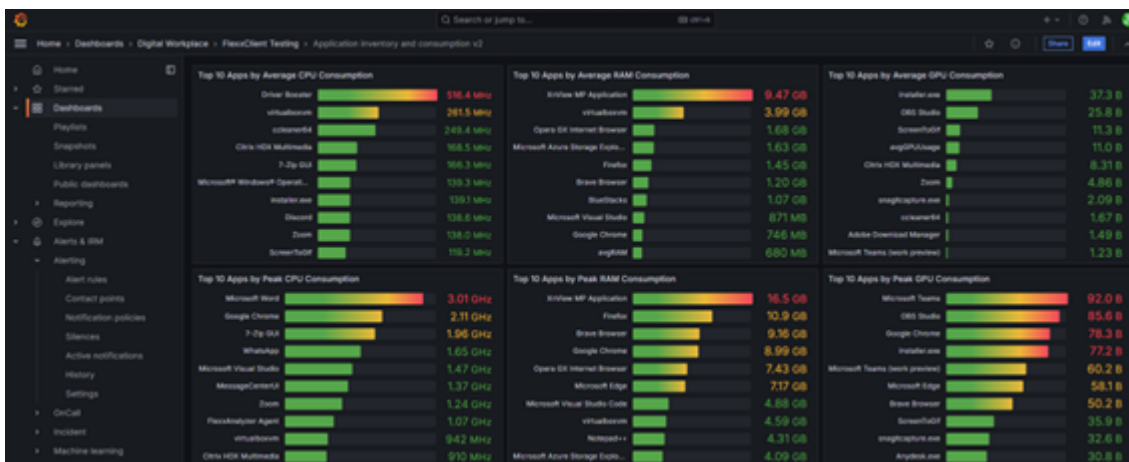 Search or jump to...
ctrl+k
Home › Dashboards › Digital Workplace › FlexxClient Testing › Application inventory and consumption v2
Share
Edit
Home
Starred
Dashboards
Playlists
Snapshots
Library panels
Public dashboards
Reporting
Explore
Alerts & IRM
Alerting
Alert rules
Contact points
Notification policies
Silences
Active notifications
History
Settings
OnCall
Incident
Machine learning
Top 10 Apps by Average CPU Consumption
Driver Booster 516.4 MHz
virtualboxvm 261.5 MHz
ccleaner64 249.4 MHz
Citrix HDX Multimedia 168.5 MHz
7-Zip GUI 166.3 MHz
Microsoft® Windows® Operati... 139.3 MHz
installer.exe 139.1 MHz
Discord 138.6 MHz
Zoom 138.0 MHz
ScreenToGif 119.2 MHz
Top 10 Apps by Average RAM Consumption
XnView MP Application 9.47 GB
virtualboxvm 3.99 GB
Opera GX Internet Browser 1.68 GB
Microsoft Azure Storage Explo... 1.63 GB
Firefox 1.45 GB
Brave Browser 1.20 GB
BlueStacks 1.07 GB
Microsoft Visual Studio 871 MB
Google Chrome 746 MB
avgRAM 680 MB
Top 10 Apps by Average GPU Consumption
installer.exe 37.3 B
OBS Studio 25.8 B
ScreenToGif 11.3 B
avgGPUUsage 11.0 B
Citrix HDX Multimedia 8.31 B
Zoom 4.86 B
snagitcapture.exe 2.09 B
ccleaner64 1.67 B
Adobe Download Manager 1.49 B
Microsoft Teams (work preview) 1.23 B
Top 10 Apps by Peak CPU Consumption
Microsoft Word 3.01 GHz
Google Chrome 2.11 GHz
7-Zip GUI 1.96 GHz
WhatsApp 1.65 GHz
Microsoft Visual Studio 1.47 GHz
MessageCenterUI 1.37 GHz
Zoom 1.24 GHz
FlexxAnalyzer Agent 1.07 GHz
virtualboxvm 942 MHz
Citrix HDX Multimedia 910 MHz
Top 10 Apps by Peak RAM Consumption
XnView MP Application 16.5 GB
Firefox 10.9 GB
Brave Browser 9.16 GB
Google Chrome 8.99 GB
Opera GX Internet Browser 7.43 GB
Microsoft Edge 7.17 GB
Microsoft Visual Studio Code 4.88 GB
virtualboxvm 4.59 GB
Notepad++ 4.31 GB
Microsoft Azure Storage Explo... 4.09 GB
Top 10 Apps by Peak GPU Consumption
Microsoft Teams 92.0 B
OBS Studio 85.6 B
Google Chrome 78.3 B
installer.exe 77.2 B
Microsoft Teams (work preview) 60.2 B
Microsoft Edge 58.1 B
Brave Browser 50.2 B
ScreenToGif 35.9 B
snagitcapture.exe 32.6 B
Anydesk.exe 30.8 B